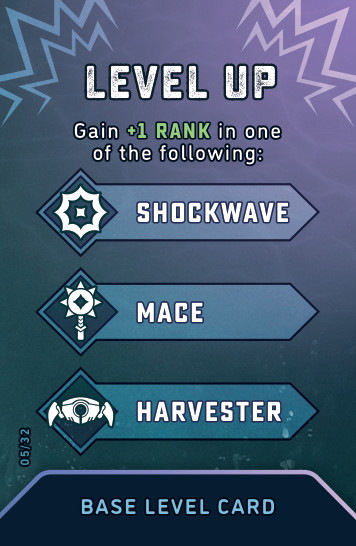 LEVEL UP
Gain +1 RANK in one
of the following:
SHOCKWAVE
MACE
HARVESTER
05/32
BASE LEVEL CARD